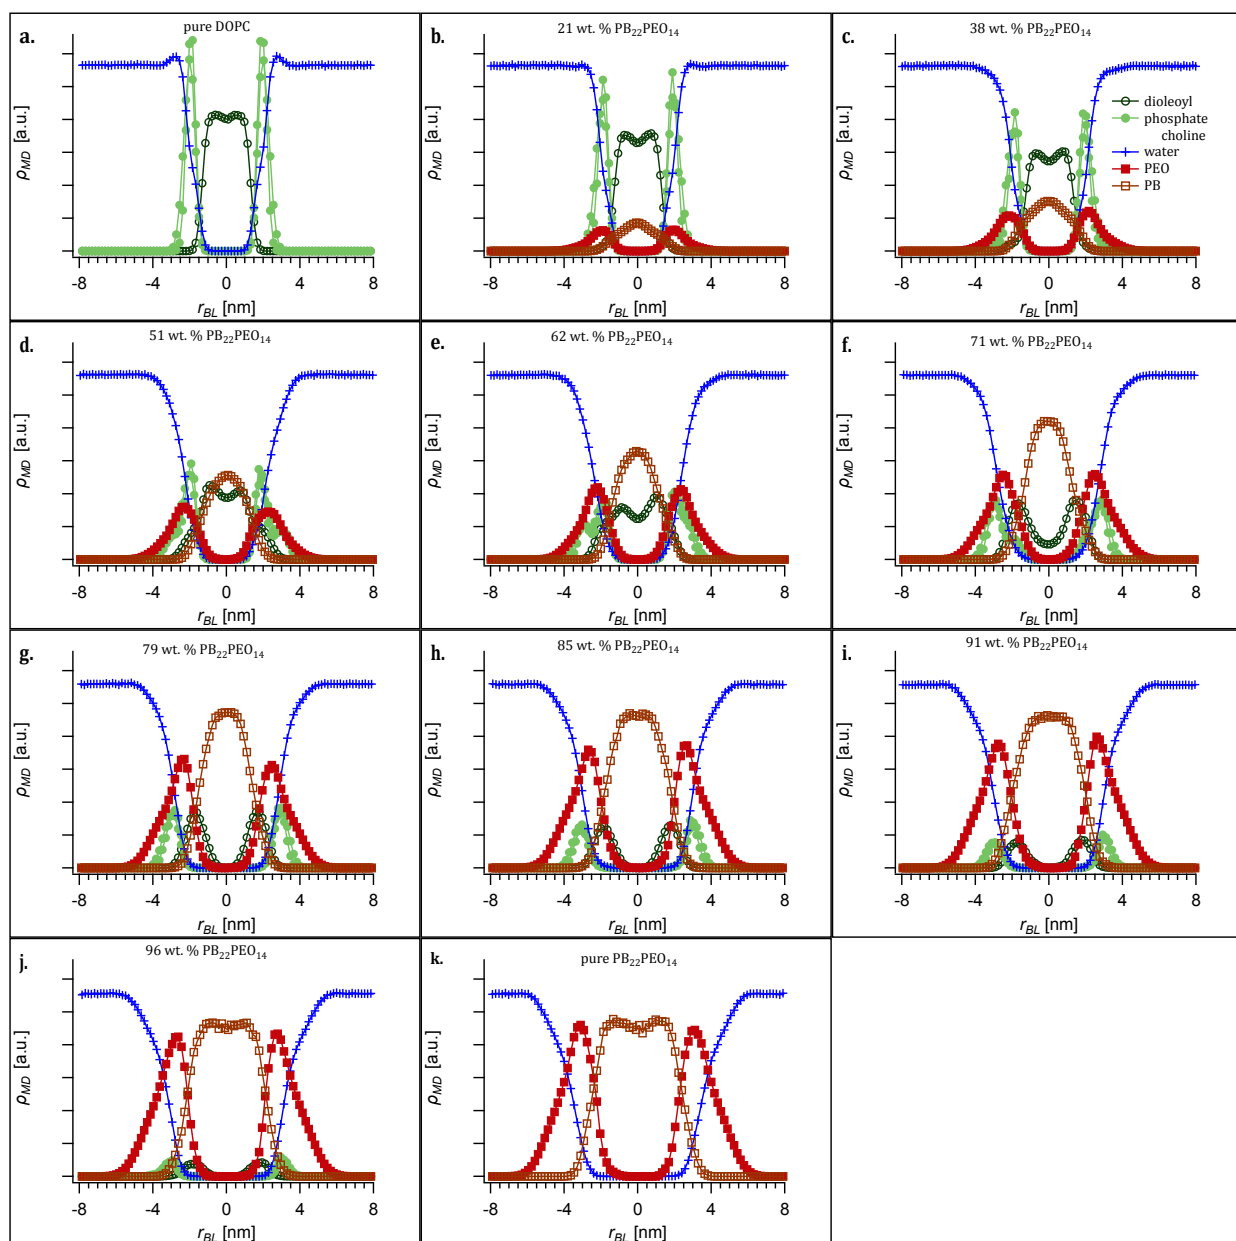 a.
pure DOPC
ρMD [a.u.]
-8 -4 0 4 8
rBL [nm]
b.
21 wt. % PB22PEO14
ρMD [a.u.]
-8 -4 0 4 8
rBL [nm]
c.
38 wt. % PB22PEO14
dioleoyl
phosphate
choline
water
PEO
PB
ρMD [a.u.]
-8 -4 0 4 8
rBL [nm]
d.
51 wt. % PB22PEO14
ρMD [a.u.]
-8 -4 0 4 8
rBL [nm]
e.
62 wt. % PB22PEO14
ρMD [a.u.]
-8 -4 0 4 8
rBL [nm]
f.
71 wt. % PB22PEO14
ρMD [a.u.]
-8 -4 0 4 8
rBL [nm]
g.
79 wt. % PB22PEO14
ρMD [a.u.]
-8 -4 0 4 8
rBL [nm]
h.
85 wt. % PB22PEO14
ρMD [a.u.]
-8 -4 0 4 8
rBL [nm]
i.
91 wt. % PB22PEO14
ρMD [a.u.]
-8 -4 0 4 8
rBL [nm]
j.
96 wt. % PB22PEO14
ρMD [a.u.]
-8 -4 0 4 8
rBL [nm]
k.
pure PB22PEO14
ρMD [a.u.]
-8 -4 0 4 8
rBL [nm]